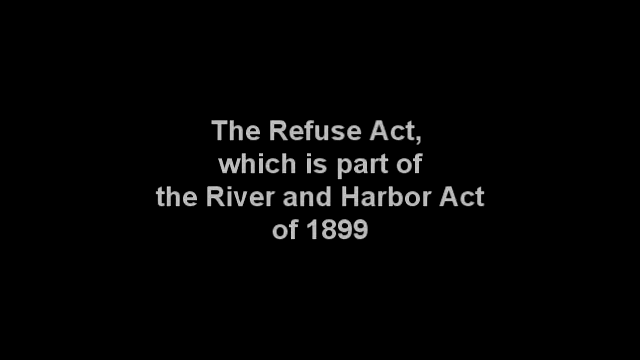 The Refuse Act,
which is part of
the River and Harbor Act
of 1899